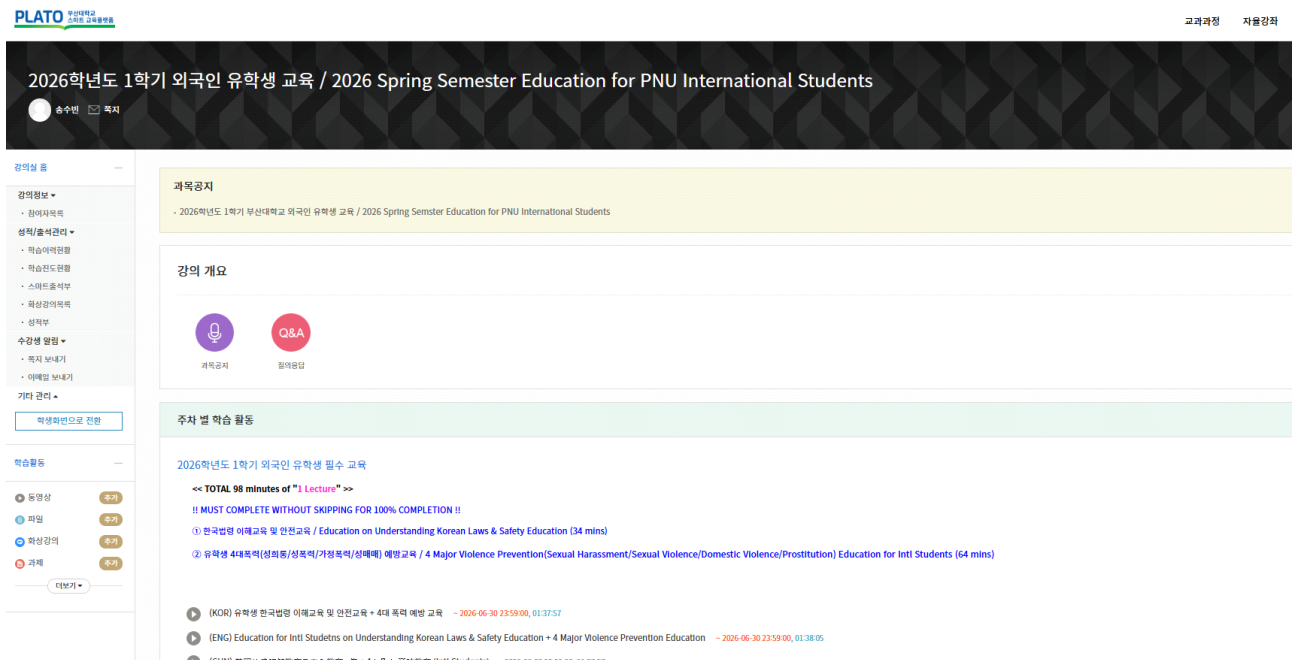 PLATO 부산대학교 스마트 교육플랫폼
교과과정 자율강좌
2026학년도 1학기 외국인 유학생 교육 / 2026 Spring Semester Education for PNU International Students
송수빈 쪽지
강의실 홈
강의정보
참여자목록
성적/출석관리
학습이력현황
학습진도현황
스마트출석부
화상강의목록
성적부
수강생 알림
쪽지 보내기
이메일 보내기
기타 관리
학생화면으로 전환
학습활동
동영상 추가
파일 추가
화상강의 추가
과제 추가
더보기
과목공지
- 2026학년도 1학기 부산대학교 외국인 유학생 교육 / 2026 Spring Semster Education for PNU International Students
강의 개요
Q&A
과목공지 질의응답
주차 별 학습 활동
2026학년도 1학기 외국인 유학생 필수 교육
<< TOTAL 98 minutes of "1 Lecture" >>
!! MUST COMPLETE WITHOUT SKIPPING FOR 100% COMPLETION !!
① 한국법령 이해교육 및 안전교육 / Education on Understanding Korean Laws & Safety Education (34 mins)
② 유학생 4대폭력(성희롱/성폭력/가정폭력/성매매) 예방교육 / 4 Major Violence Prevention(Sexual Harassment/Sexual Violence/Domestic Violence/Prostitution) Education for Intl Students (64 mins)
(KOR) 유학생 한국법령 이해교육 및 안전교육 + 4대 폭력 예방 교육 ~ 2026-06-30 23:59:00, 01:37:57
(ENG) Education for Intl Studetns on Understanding Korean Laws & Safety Education + 4 Major Violence Prevention Education ~ 2026-06-30 23:59:00, 01:38:05